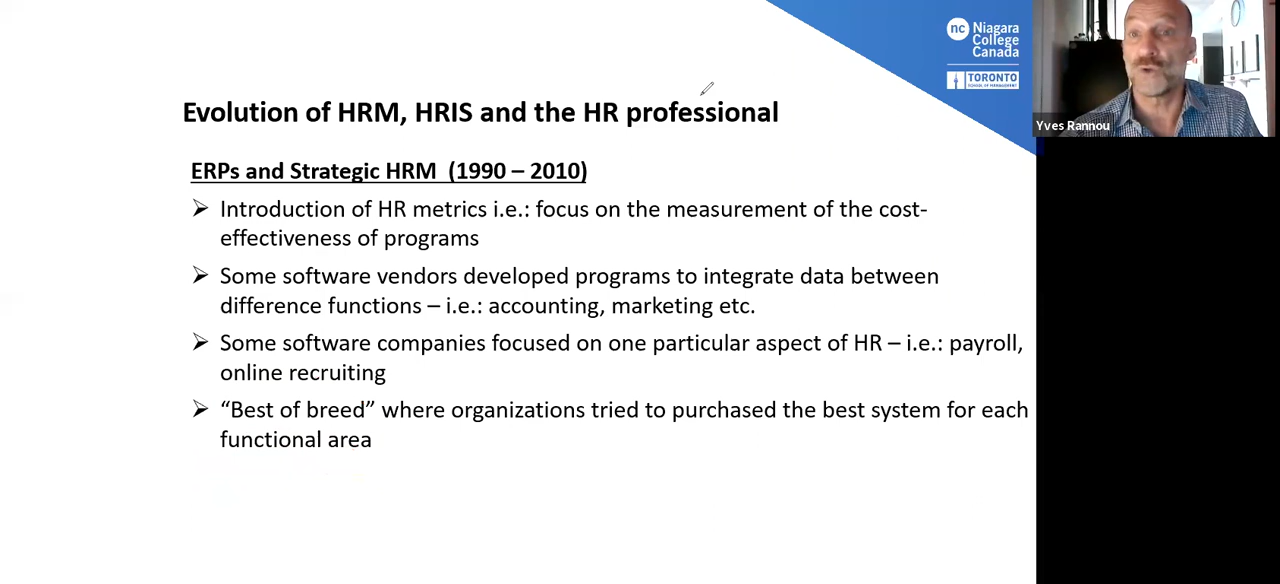 nc Niagara
College
Canada
TORONTO
SCHOOL OF MANAGEMENT
Yves Rannou
Evolution of HRM, HRIS and the HR professional
ERPs and Strategic HRM (1990 – 2010)
➢ Introduction of HR metrics i.e.: focus on the measurement of the cost-
effectiveness of programs
➢ Some software vendors developed programs to integrate data between
difference functions – i.e.: accounting, marketing etc.
➢ Some software companies focused on one particular aspect of HR – i.e.: payroll,
online recruiting
➢ “Best of breed” where organizations tried to purchased the best system for each
functional area